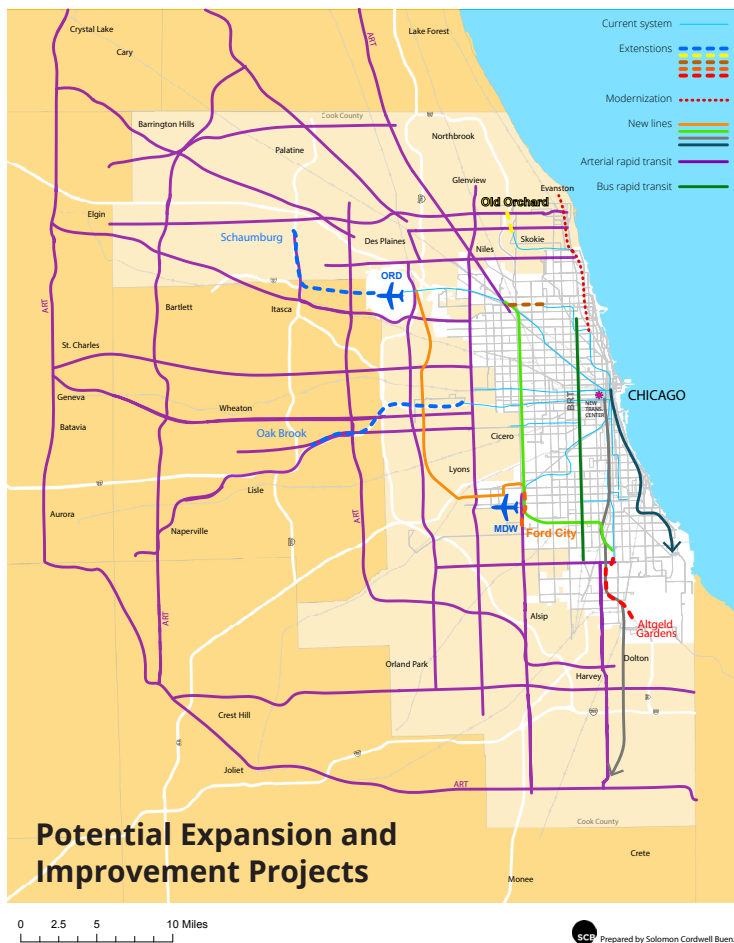 Crystal Lake
Cary
ART
Lake Forest
Current system
Extenstions
Modernization
New lines
Arterial rapid transit
Bus rapid transit
Cook County
Barrington Hills
Palatine
Northbrook
Glenview
Evanston
Old Orchard
Elgin
Schaumburg
Des Plaines
Niles
Skokie
ORD
ART
Bartlett
Itasca
St. Charles
Geneva
Batavia
Wheaton
Oak Brook
BRT
NEW
TRANS.
CENTER
CHICAGO
Cicero
Lyons
Lisle
Aurora
ART
Naperville
MDW
Ford City
ART
Alsip
Altgeld
Gardens
Orland Park
Dolton
Harvey
Crest Hill
Joliet
ART
Cook County
Potential Expansion and
Improvement Projects
Crete
Monee
0 2.5 5 10 Miles
SCB
Prepared by Solomon Cordwell Buen